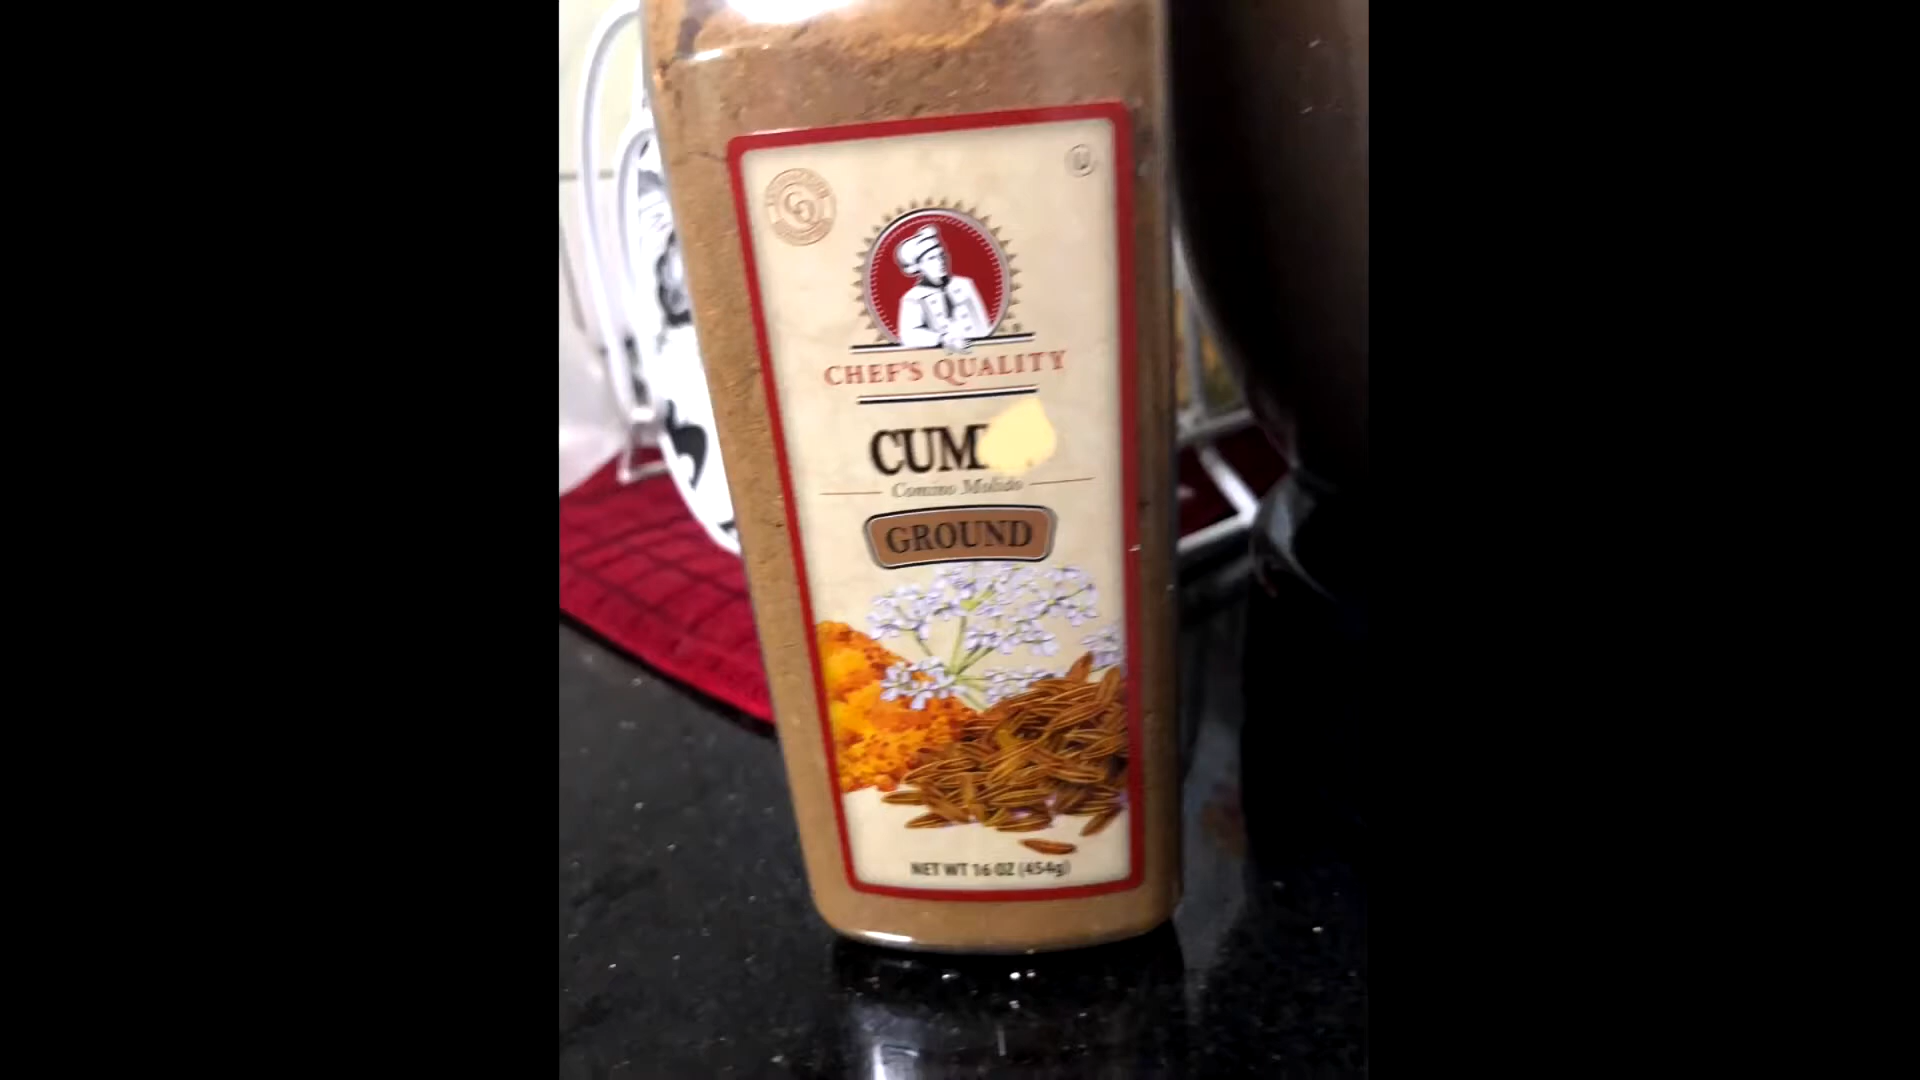 U
CHEF'S QUALITY
CUM
Comino Molido
GROUND
NET WT 16 OZ (454g)